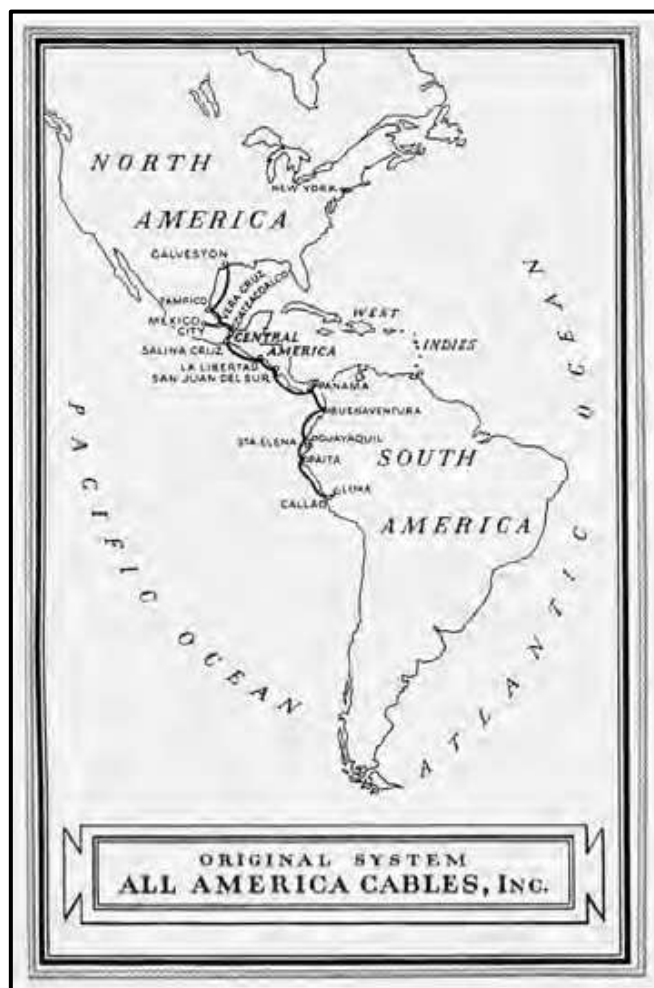 NORTH
AMERICA
NEW YORK
GALVESTON
TAMPICO
VERA CRUZ
MEXICO
CITY
CENTRAL
AMERICA
WEST
INDIES
SALINA CRUZ
LA LIBERTAD
SAN JUAN DEL SUR
PANAMA
BUENAVENTURA
STA. ELENA
GUAYAQUIL
PAITA
LIMA
CALLAO
SOUTH
AMERICA
PACIFIC OCEAN
ATLANTIC OCEAN
ORIGINAL SYSTEM
ALL AMERICA CABLES, INC.